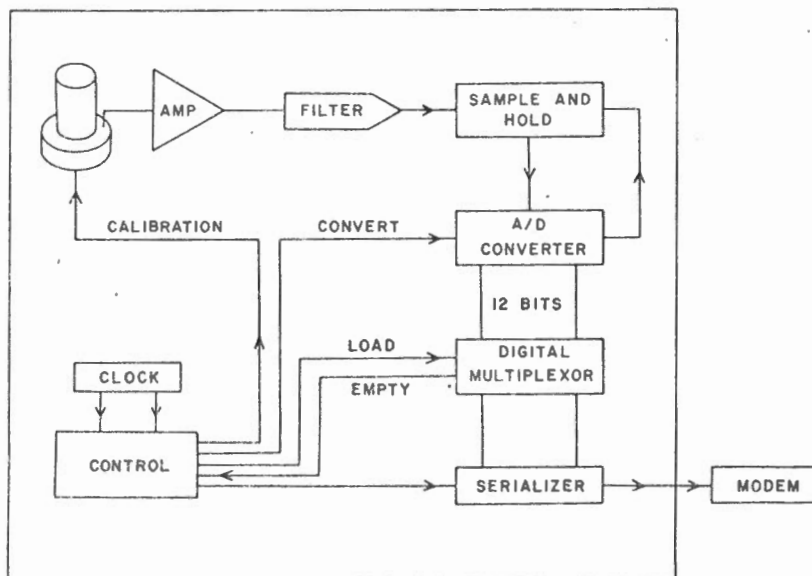 AMP
FILTER
SAMPLE AND
HOLD
CALIBRATION
CONVERT
A/D
CONVERTER
12 BITS
LOAD
DIGITAL
MULTIPLEXOR
EMPTY
CLOCK
CONTROL
SERIALIZER
MODEM